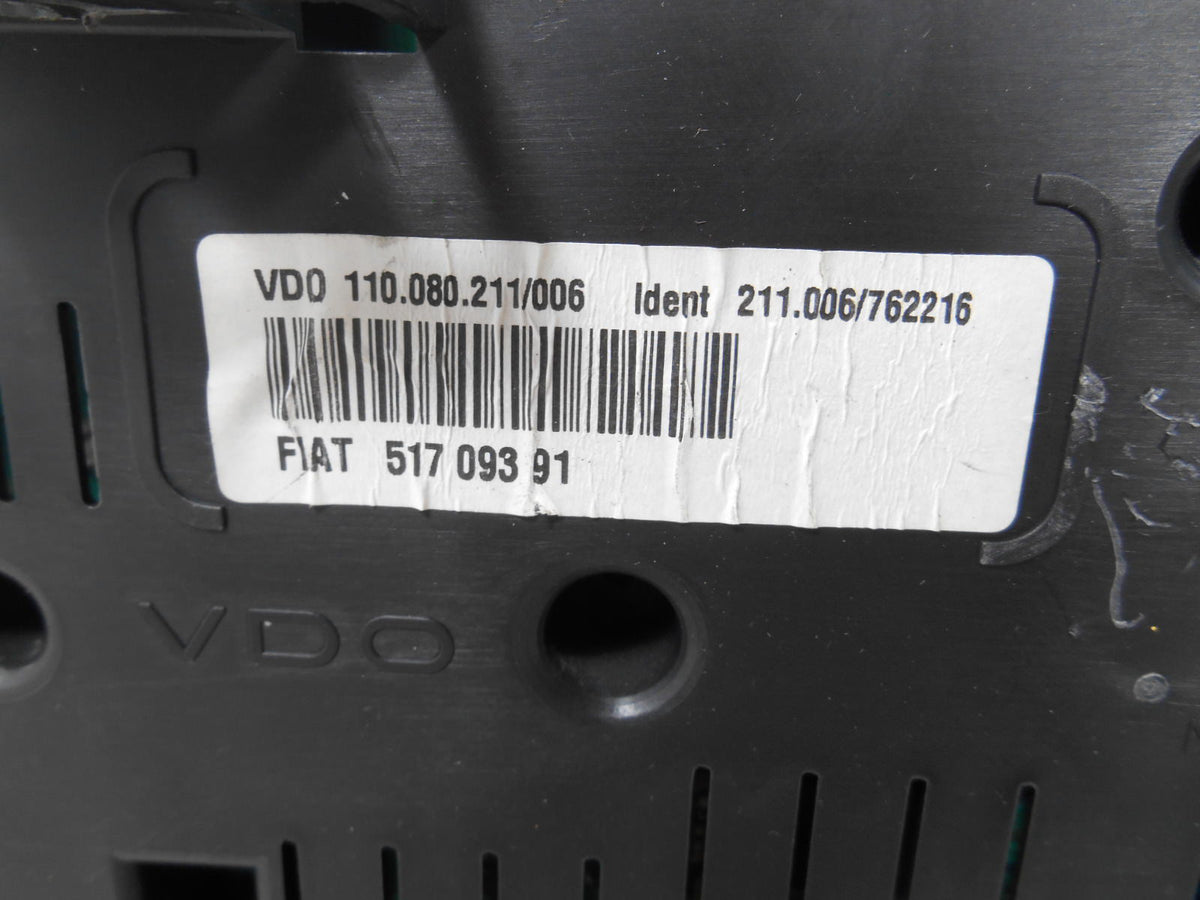 VDO 110.080.211/006 Ident 211.006/762216
FIAT 517 093 91
VDO